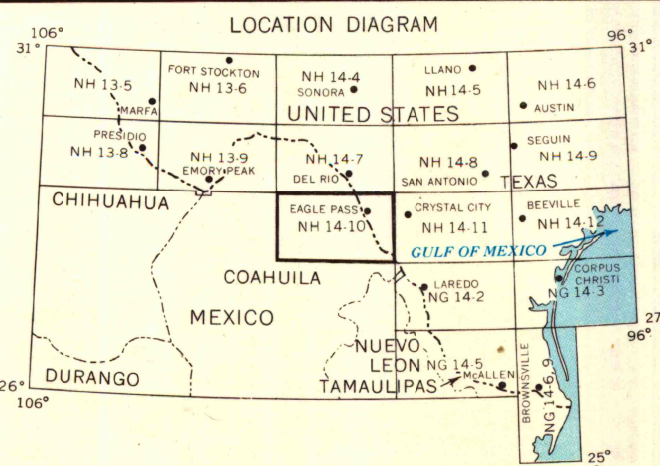 LOCATION DIAGRAM
106°
96°
31°
31°
NH 13-5
MARFA
FORT STOCKTON
NH 13-6
NH 14-4
SONORA
LLANO
NH 14-5
NH 14-6
AUSTIN
UNITED STATES
PRESIDIO
NH 13-8
NH 13-9
EMORY PEAK
NH 14-7
DEL RIO
NH 14-8
SAN ANTONIO
SEGUIN
NH 14-9
TEXAS
CHIHUAHUA
EAGLE PASS
NH 14-10
CRYSTAL CITY
NH 14-11
BEEVILLE
NH 14-12
GULF OF MEXICO
COAHUILA
MEXICO
LAREDO
NG 14-2
CORPUS
CHRISTI
NG 14-3
27
96°
NUEVO
LEON
NG 14-5
McALLEN
TAMAULIPAS
DURANGO
BROWNSVILLE
NG 14-6,9
26°
106°
25°